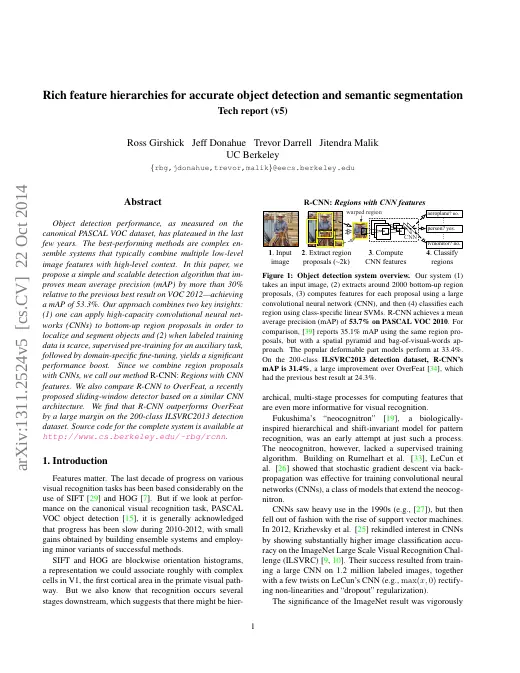 Rich feature hierarchies for accurate object detection and semantic segmentation
Tech report (v5)
Ross Girshick Jeff Donahue Trevor Darrell Jitendra Malik
UC Berkeley
{rbg,jdonahue,trevor,malik}@eecs.berkeley.edu
arXiv:1311.2524v5 [cs.CV] 22 Oct 2014
Abstract
Object detection performance, as measured on the
canonical PASCAL VOC dataset, has plateaued in the last
few years. The best-performing methods are complex en-
semble systems that typically combine multiple low-level
image features with high-level context. In this paper, we
propose a simple and scalable detection algorithm that im-
proves mean average precision (mAP) by more than 30%
relative to the previous best result on VOC 2012—achieving
a mAP of 53.3%. Our approach combines two key insights:
(1) one can apply high-capacity convolutional neural net-
works (CNNs) to bottom-up region proposals in order to
localize and segment objects and (2) when labeled training
data is scarce, supervised pre-training for an auxiliary task,
followed by domain-specific fine-tuning, yields a significant
performance boost. Since we combine region proposals
with CNNs, we call our method R-CNN: Regions with CNN
features. We also compare R-CNN to OverFeat, a recently
proposed sliding-window detector based on a similar CNN
architecture. We find that R-CNN outperforms OverFeat
by a large margin on the 200-class ILSVRC2013 detection
dataset. Source code for the complete system is available at
http://www.cs.berkeley.edu/~rbg/rcnn.
1. Introduction
Features matter. The last decade of progress on various
visual recognition tasks has been based considerably on the
use of SIFT [29] and HOG [7]. But if we look at perfor-
mance on the canonical visual recognition task, PASCAL
VOC object detection [15], it is generally acknowledged
that progress has been slow during 2010-2012, with small
gains obtained by building ensemble systems and employ-
ing minor variants of successful methods.
SIFT and HOG are blockwise orientation histograms,
a representation we could associate roughly with complex
cells in V1, the first cortical area in the primate visual path-
way. But we also know that recognition occurs several
stages downstream, which suggests that there might be hier-
R-CNN: Regions with CNN features
warped region
aeroplane? no.
person? yes.
tvmonitor? no.
CNN
1. Input
image
2. Extract region
proposals (~2k)
3. Compute
CNN features
4. Classify
regions
Figure 1: Object detection system overview. Our system (1)
takes an input image, (2) extracts around 2000 bottom-up region
proposals, (3) computes features for each proposal using a large
convolutional neural network (CNN), and then (4) classifies each
region using class-specific linear SVMs. R-CNN achieves a mean
average precision (mAP) of 53.7% on PASCAL VOC 2010. For
comparison, [39] reports 35.1% mAP using the same region pro-
posals, but with a spatial pyramid and bag-of-visual-words ap-
proach. The popular deformable part models perform at 33.4%.
On the 200-class ILSVRC2013 detection dataset, R-CNN's
mAP is 31.4%, a large improvement over OverFeat [34], which
had the previous best result at 24.3%.
archical, multi-stage processes for computing features that
are even more informative for visual recognition.
Fukushima's "neocognitron" [19], a biologically-
inspired hierarchical and shift-invariant model for pattern
recognition, was an early attempt at just such a process.
The neocognitron, however, lacked a supervised training
algorithm. Building on Rumelhart et al. [33], LeCun et
al. [26] showed that stochastic gradient descent via back-
propagation was effective for training convolutional neural
networks (CNNs), a class of models that extend the neocog-
nitron.
CNNs saw heavy use in the 1990s (e.g., [27]), but then
fell out of fashion with the rise of support vector machines.
In 2012, Krizhevsky et al. [25] rekindled interest in CNNs
by showing substantially higher image classification accu-
racy on the ImageNet Large Scale Visual Recognition Chal-
lenge (ILSVRC) [9, 10]. Their success resulted from train-
ing a large CNN on 1.2 million labeled images, together
with a few twists on LeCun's CNN (e.g., max(x, 0) rectify-
ing non-linearities and "dropout" regularization).
The significance of the ImageNet result was vigorously
1